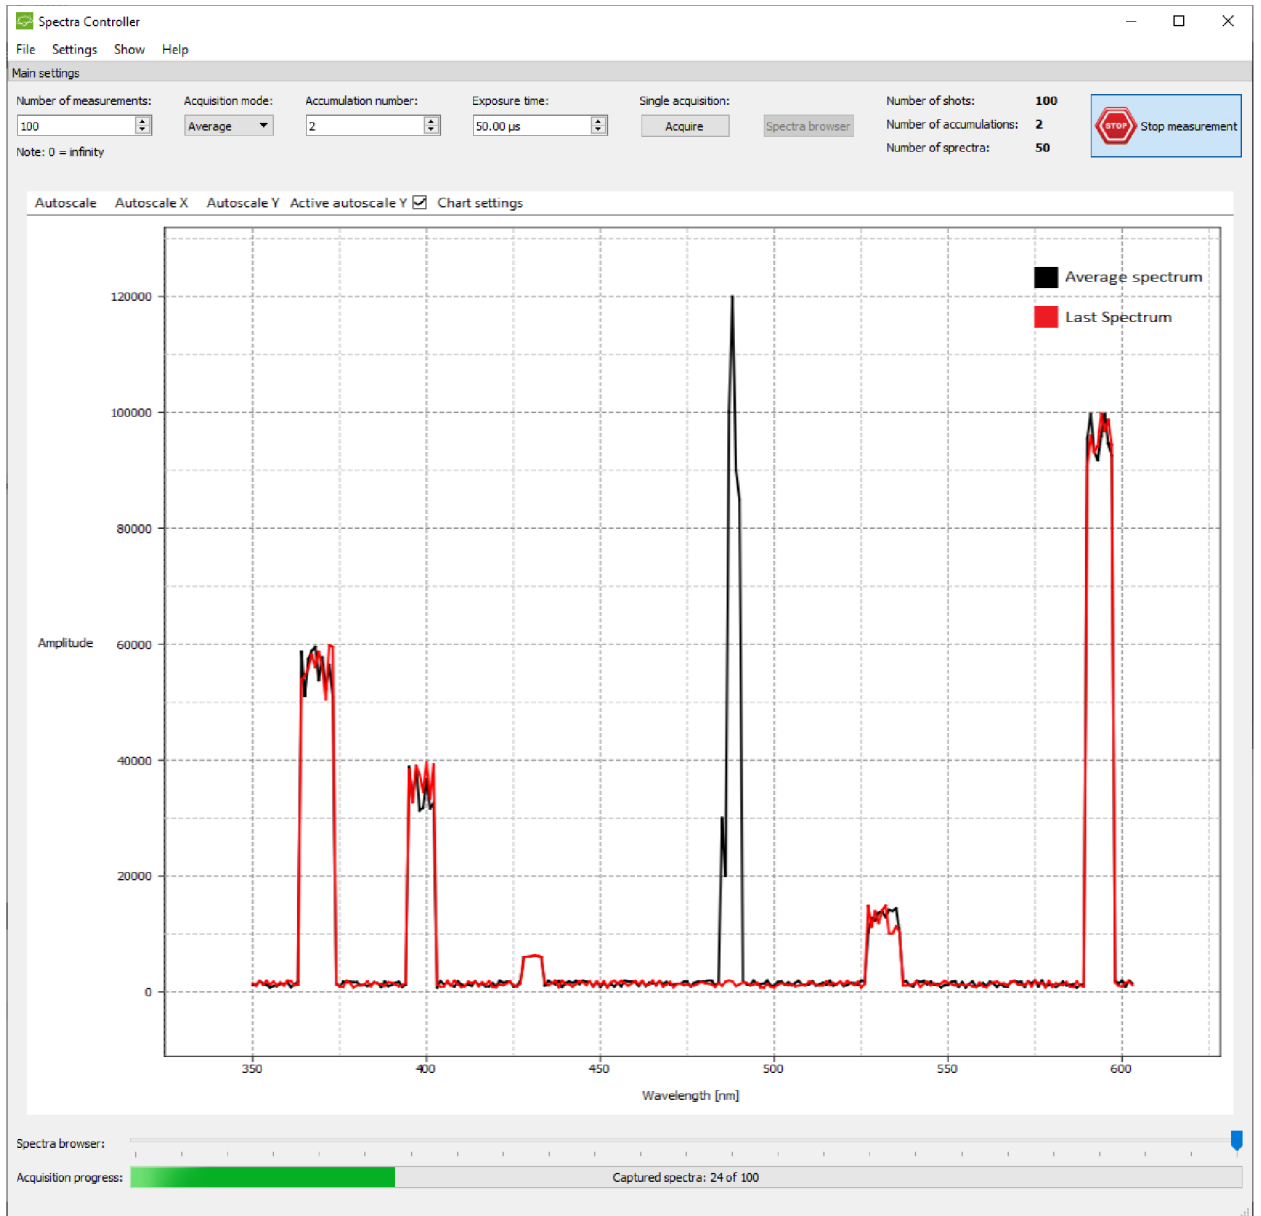 Spectra Controller
File Settings Show Help
Main settings
Number of measurements: Acquisition mode: Accumulation number: Exposure time: Single acquisition: Number of shots: 100
100 Average 2 50.00 µs Acquire Spectra browser Number of accumulations: 2 STOP Stop measurement
Note: 0 = infinity Number of sprectra: 50
Autoscale Autoscale X Autoscale Y Active autoscale Y Chart settings
Average spectrum
Last Spectrum
120000
100000
80000
Amplitude 60000
40000
20000
0
350 400 450 500 550 600
Wavelength [nm]
Spectra browser:
Acquisition progress: Captured spectra: 24 of 100